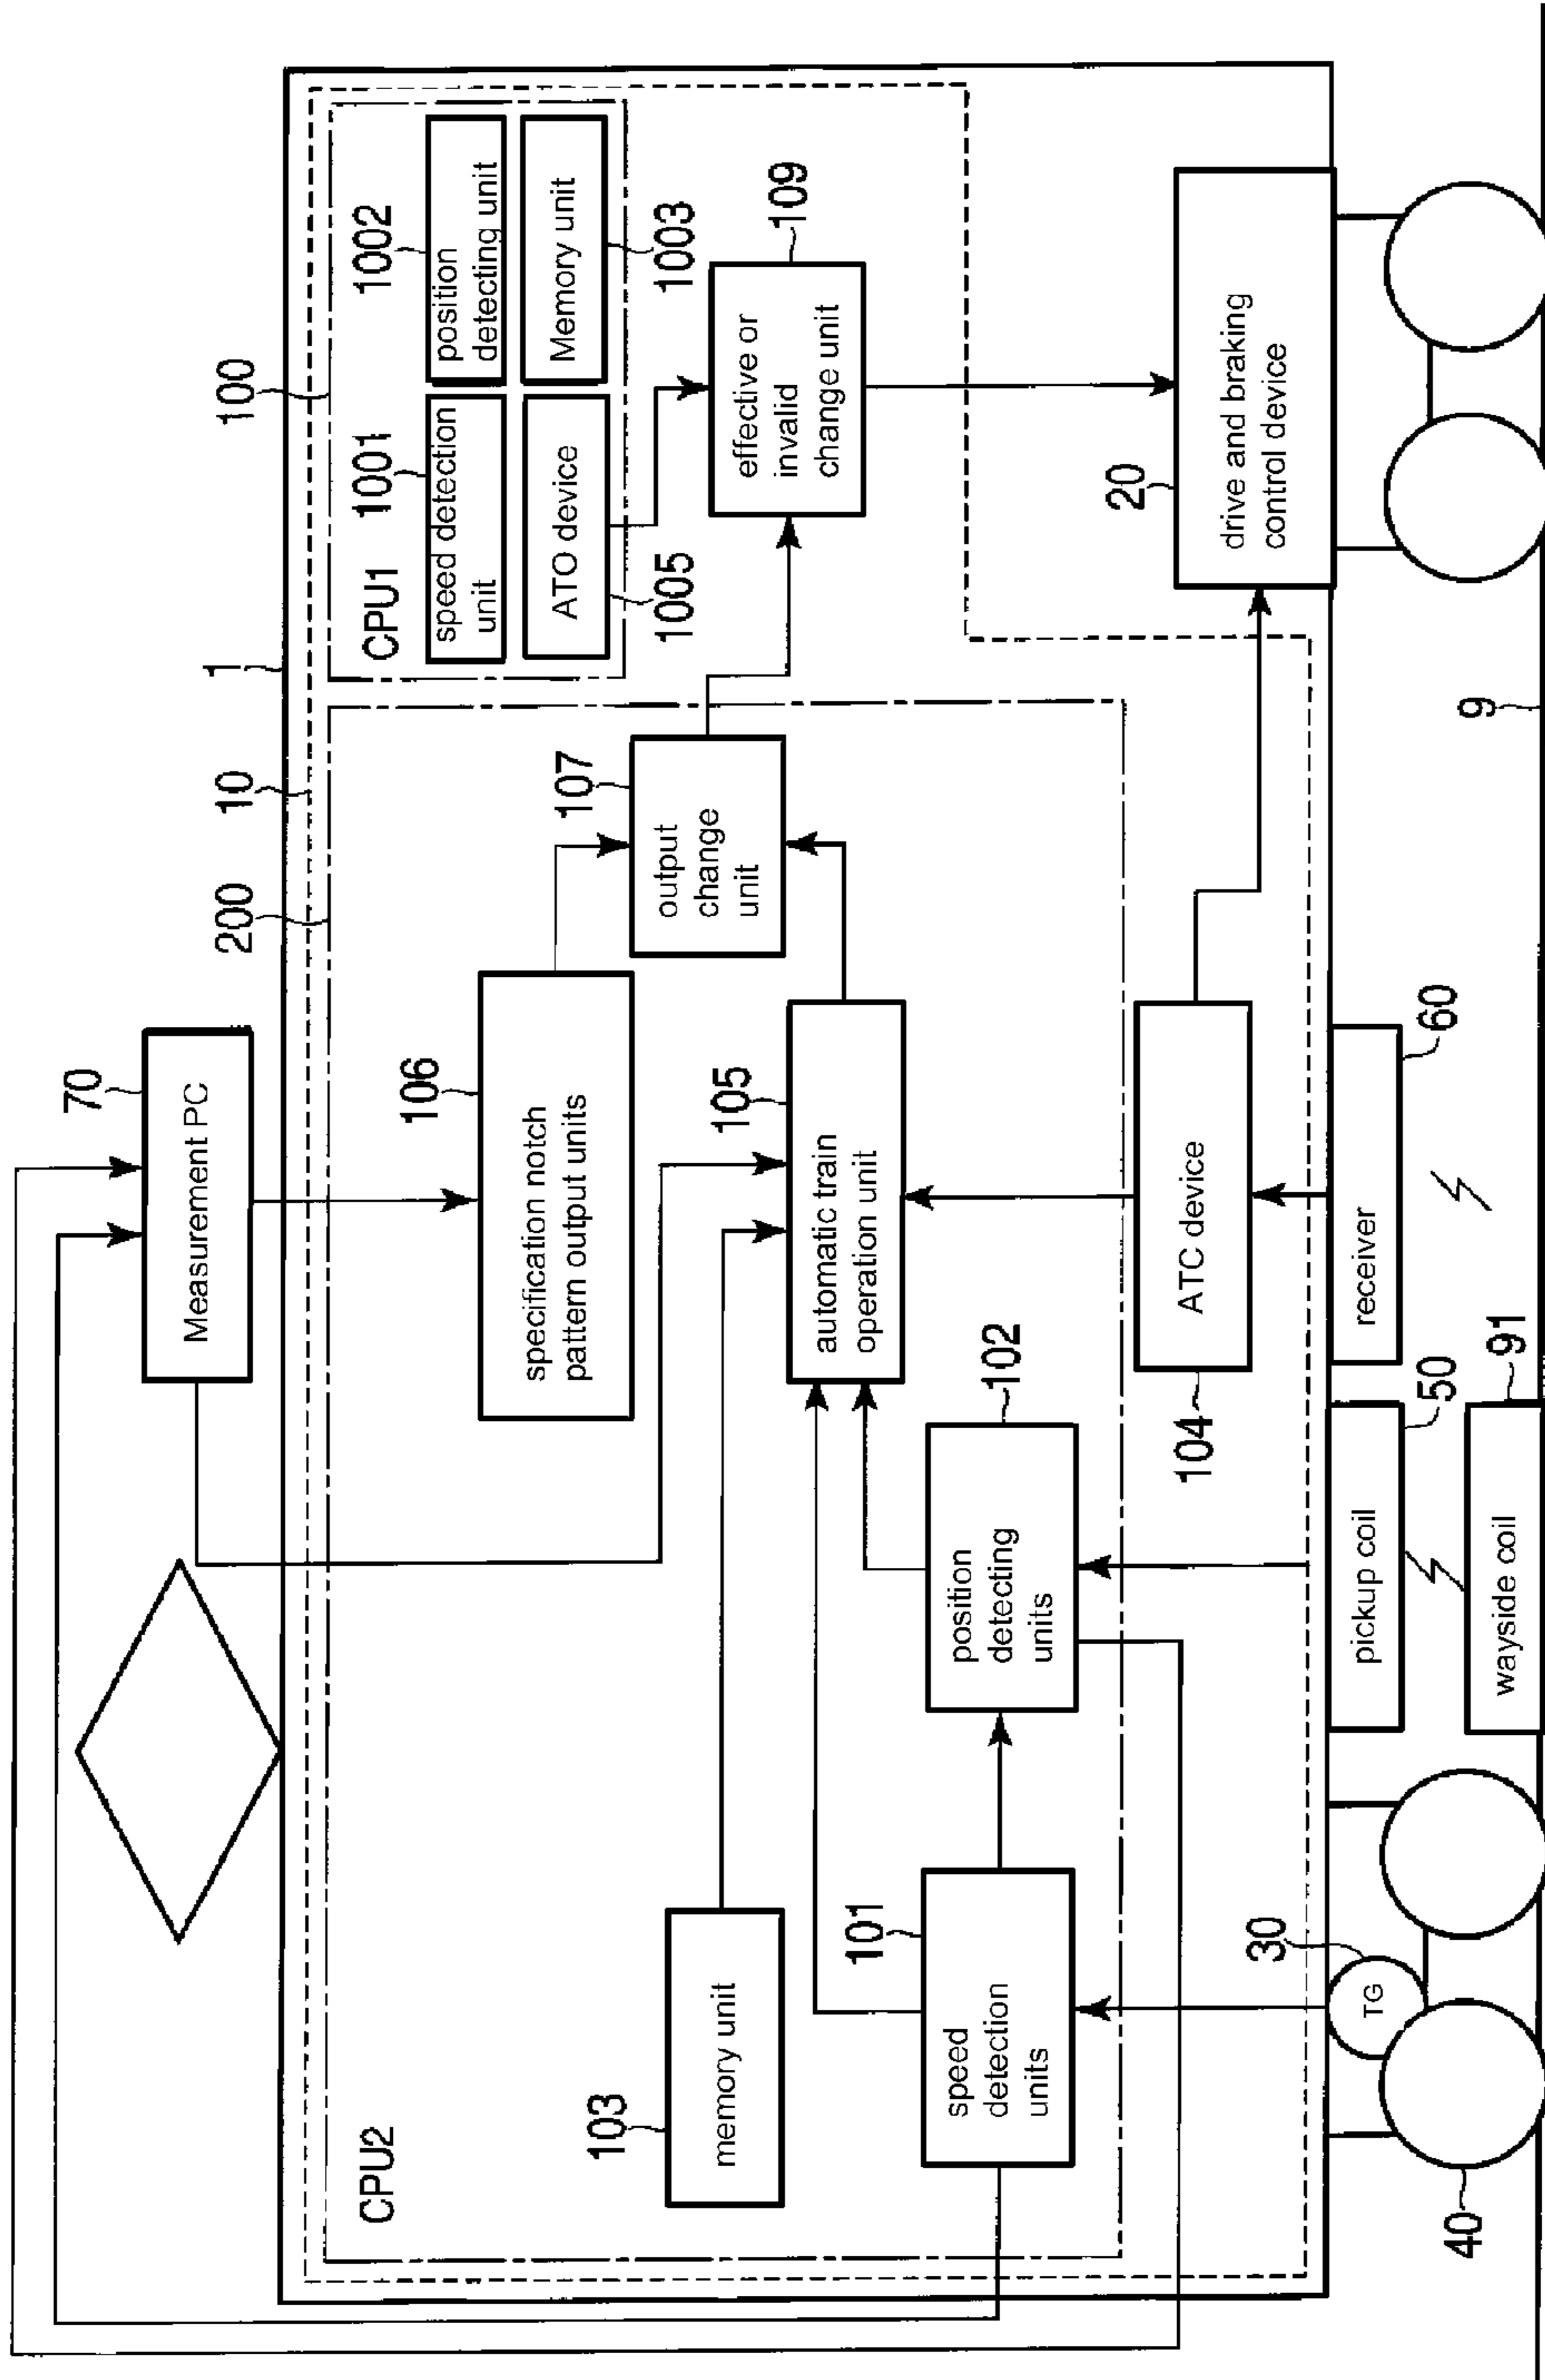 70
Measurement PC
1
10
100
200
CPU1
1001
speed detection
unit
1002
position
detecting unit
ATO device
1005
Memory unit
1003
effective or
invalid
change unit
109
CPU2
106
specification notch
pattern output units
107
output
change
unit
103
memory unit
105
automatic train
operation unit
101
speed
detection
units
102
position
detecting
units
104
ATC device
20
drive and braking
control device
30
TG
40
pickup coil
50
receiver
60
wayside coil
91
9